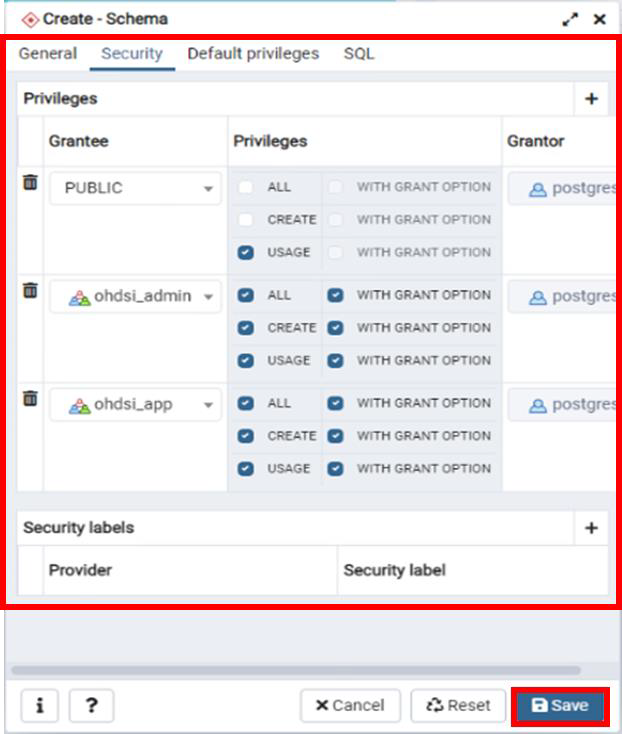 Create - Schema
General Security Default privileges SQL
Privileges
Grantee Privileges Grantor
PUBLIC ALL WITH GRANT OPTION postgres
CREATE WITH GRANT OPTION
USAGE WITH GRANT OPTION
ohdsi_admin ALL WITH GRANT OPTION postgres
CREATE WITH GRANT OPTION
USAGE WITH GRANT OPTION
ohdsi_app ALL WITH GRANT OPTION postgres
CREATE WITH GRANT OPTION
USAGE WITH GRANT OPTION
Security labels
Provider Security label
i ? Cancel Reset Save